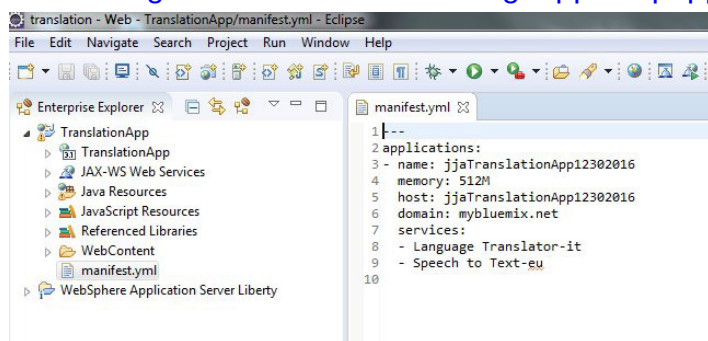 translation - Web - TranslationApp/manifest.yml - Eclipse
File Edit Navigate Search Project Run Window Help
Enterprise Explorer
TranslationApp
TranslationApp
JAX-WS Web Services
Java Resources
JavaScript Resources
Referenced Libraries
WebContent
manifest.yml
WebSphere Application Server Liberty
manifest.yml
1 ---
2 applications:
3 - name: jjaTranslationApp12302016
4 memory: 512M
5 host: jjaTranslationApp12302016
6 domain: mybluemix.net
7 services:
8 - Language Translator-it
9 - Speech to Text-eu
10